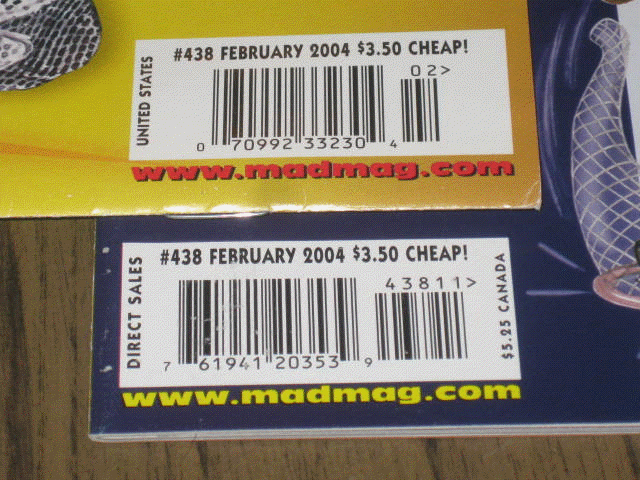 #438 FEBRUARY 2004 $3.50 CHEAP!
UNITED STATES
02>
0 70992 33230 4
www.madmag.com
#438 FEBRUARY 2004 $3.50 CHEAP!
DIRECT SALES
43811>
7 61941 20353 9
$5.25 CANADA
www.madmag.com